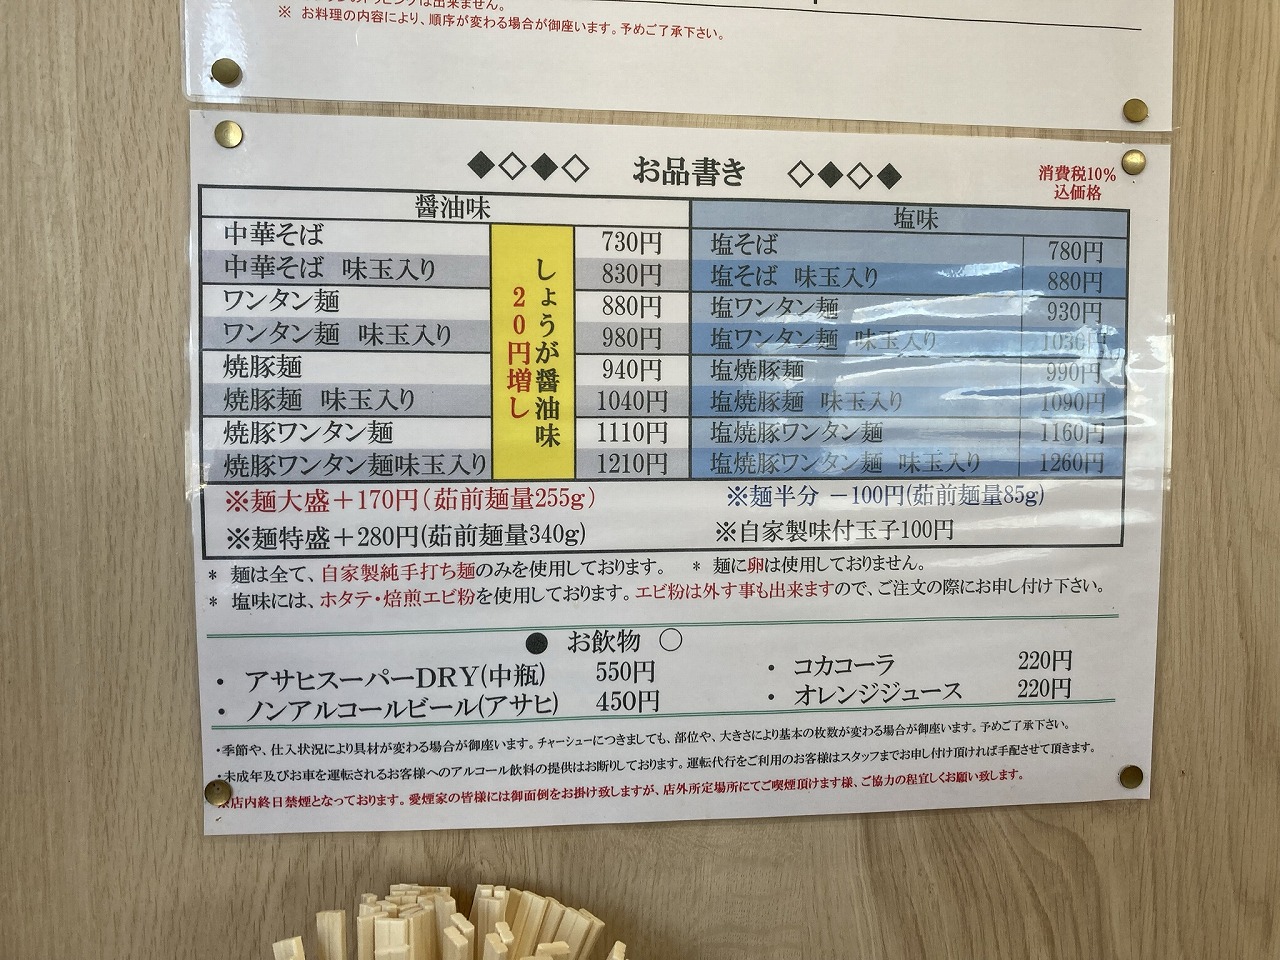 ※ お料理の内容により、順序が変わる場合が御座います。予めご了承下さい。
◆◇◆◇ お品書き ◇◆◇◆
消費税10%
込価格
醤油味
中華そば 730円
中華そば 味玉入り 830円
ワンタン麺 880円
ワンタン麺 味玉入り 980円
焼豚麺 940円
焼豚麺 味玉入り 1040円
焼豚ワンタン麺 1110円
焼豚ワンタン麺味玉入り 1210円
しょうが醤油味
20円増し
塩味
塩そば 780円
塩そば 味玉入り 880円
塩ワンタン麺 930円
塩ワンタン麺 味玉入り 1030円
塩焼豚麺 990円
塩焼豚麺 味玉入り 1090円
塩焼豚ワンタン麺 1160円
塩焼豚ワンタン麺 味玉入り 1260円
※麺大盛+170円(茹前麺量255g)
※麺半分 -100円(茹前麺量85g)
※麺特盛+280円(茹前麺量340g)
※自家製味付玉子100円
* 麺は全て、自家製純手打ち麺のみを使用しております。 * 麺に卵は使用しておりません。
* 塩味には、ホタテ・焙煎エビ粉を使用しております。エビ粉は外す事も出来ますので、ご注文の際にお申し付け下さい。
● お飲物 ○
・ アサヒスーパーDRY(中瓶) 550円
・ コカコーラ 220円
・ ノンアルコールビール(アサヒ) 450円
・ オレンジジュース 220円
・季節や、仕入状況により具材が変わる場合が御座います。チャーシューにつきましても、部位や、大きさにより基本の枚数が変わる場合が御座います。予めご了承下さい。
・未成年及びお車を運転されるお客様へのアルコール飲料の提供はお断りしております。運転代行をご利用のお客様はスタッフまでお申し付け頂ければ手配させて頂きます。
※店内終日禁煙となっております。愛煙家の皆様には御面倒をお掛け致しますが、店外所定場所にてご喫煙頂けます様、ご協力の程宜しくお願い致します。